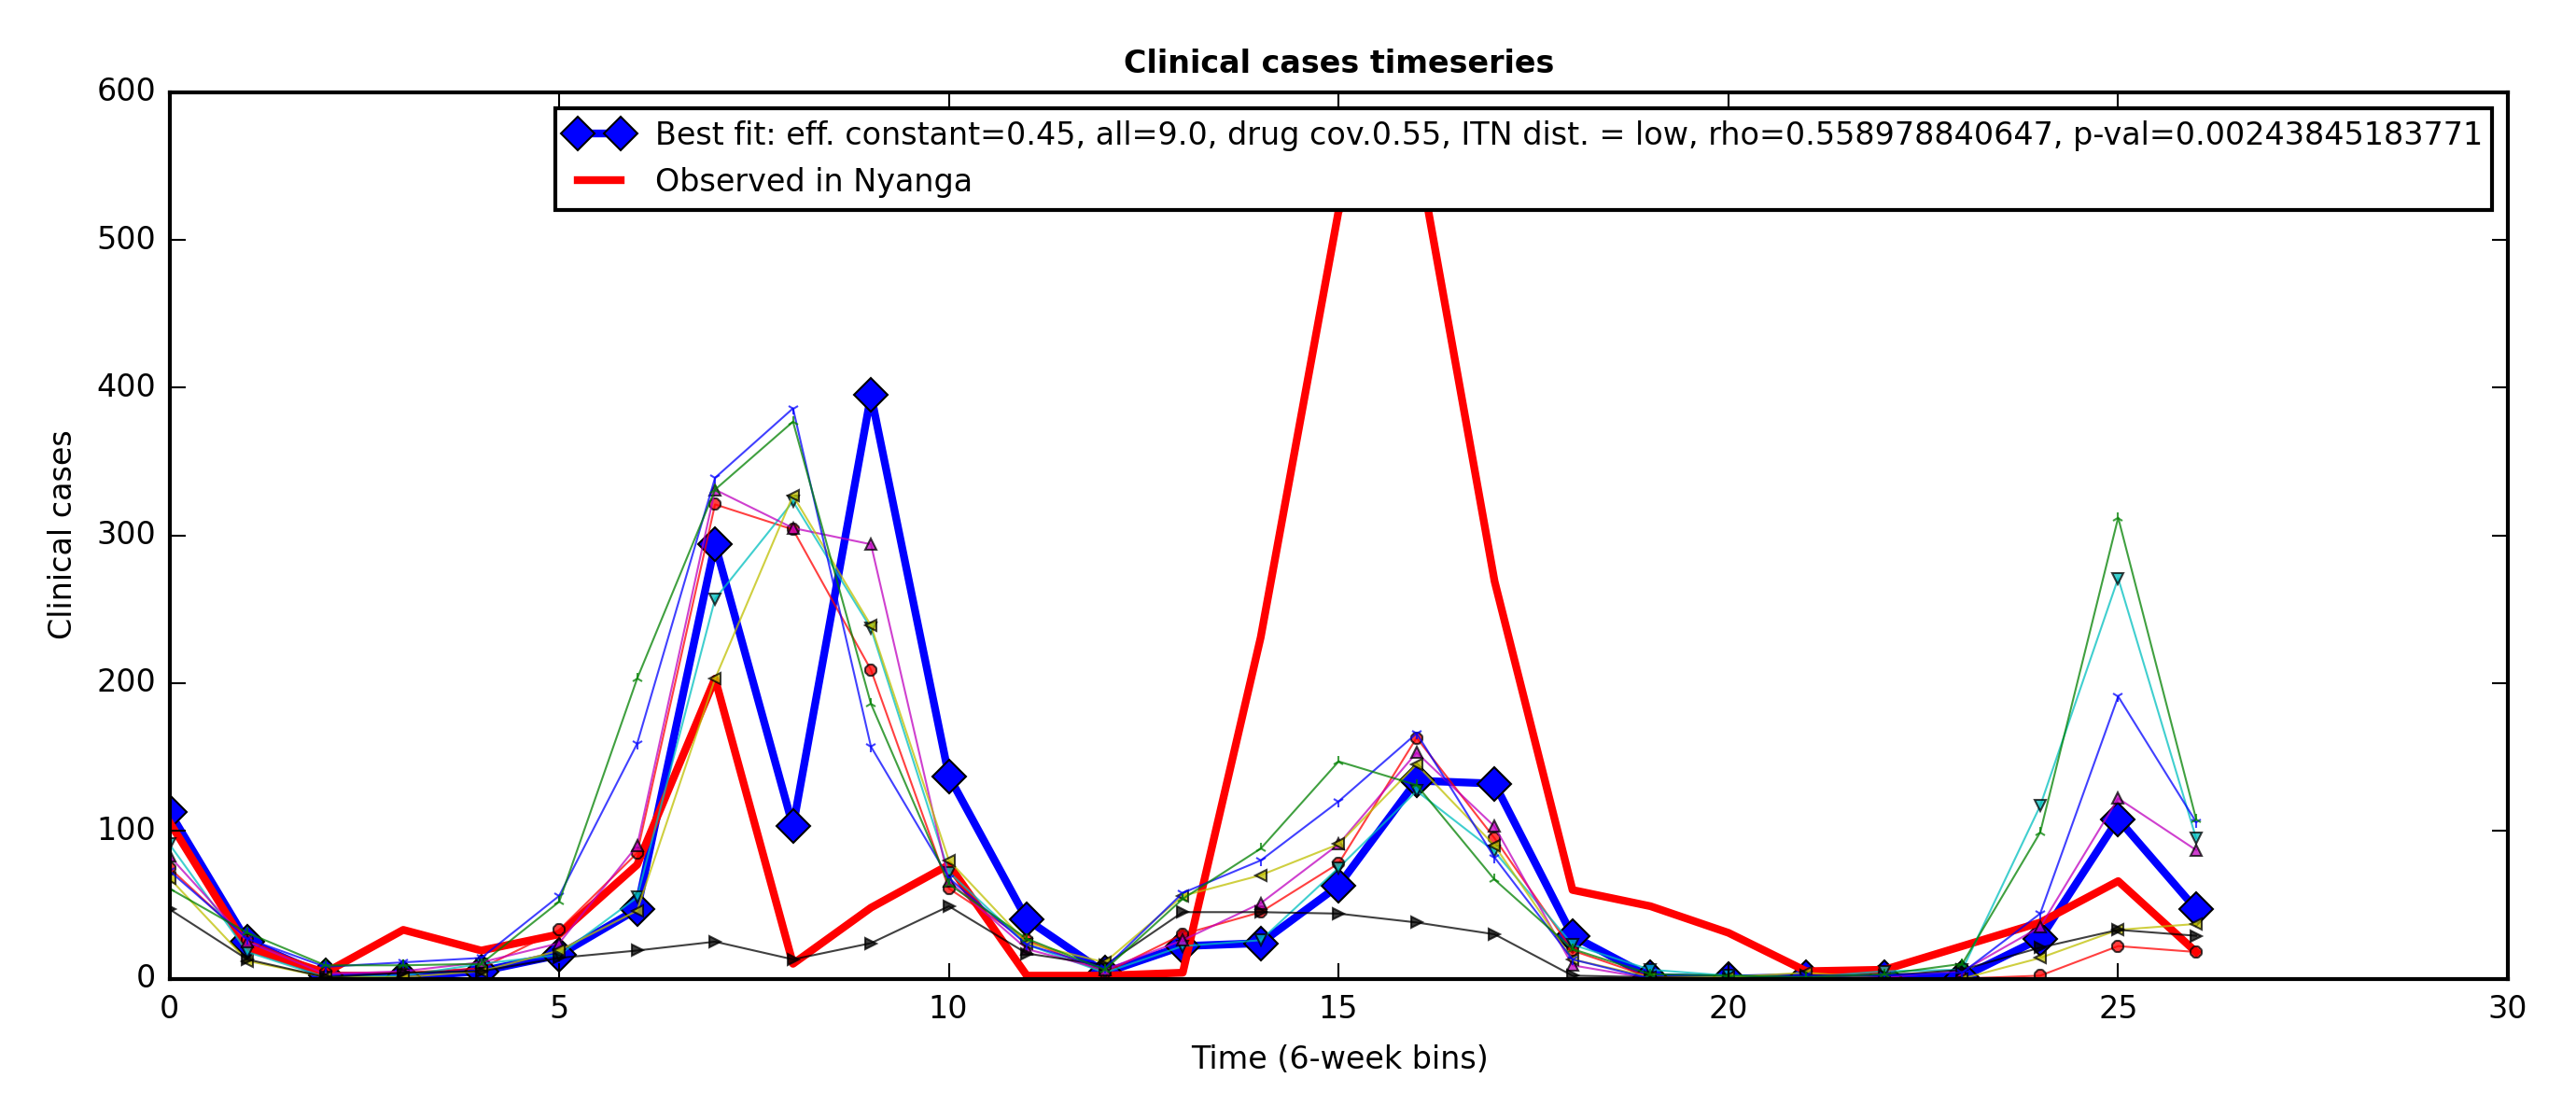 Clinical cases timeseries
600
500
400
300
200
100
0
Clinical cases
Best fit: eff. constant=0.45, all=9.0, drug cov.0.55, ITN dist. = low, rho=0.558978840647, p-val=0.00243845183771
Observed in Nyanga
0 5 10 15 20 25 30
Time (6-week bins)